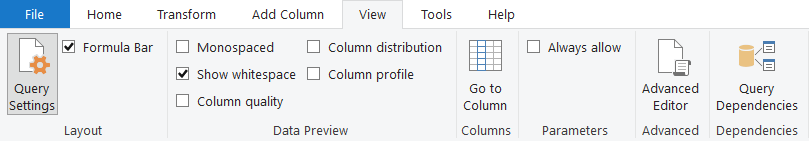 File Home Transform Add Column View Tools Help
Formula Bar
Query
Settings
Layout
Monospaced
Show whitespace
Column quality
Column distribution
Column profile
Data Preview
Go to
Column
Columns
Always allow
Parameters
Advanced
Editor
Advanced
Query
Dependencies
Dependencies